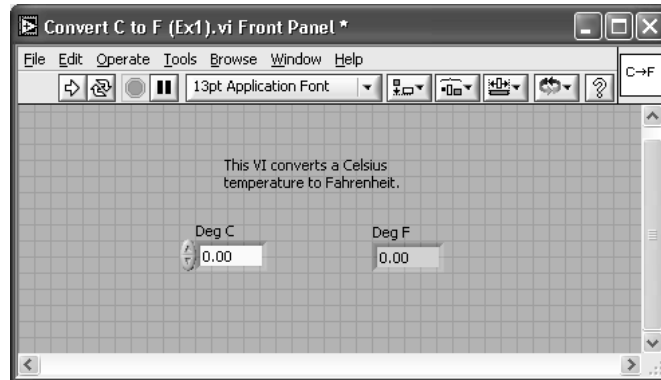 Convert C to F (Ex1).vi Front Panel *
File Edit Operate Tools Browse Window Help
13pt Application Font
C→F
This VI converts a Celsius
temperature to Fahrenheit.
Deg C Deg F
0.00 0.00